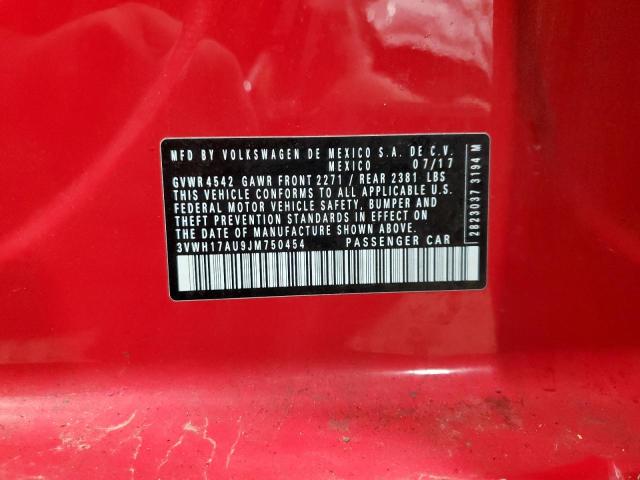 MFD BY VOLKSWAGEN DE MEXICO S.A. DE C.V.
MEXICO 07/17
GVWR 4542 GAWR FRONT 2271 / REAR 2381 LBS
THIS VEHICLE CONFORMS TO ALL APPLICABLE U.S.
FEDERAL MOTOR VEHICLE SAFETY, BUMPER AND
THEFT PREVENTION STANDARDS IN EFFECT ON
DATE OF MANUFACTURE SHOWN ABOVE.
3VWH17AU9JM750454 PASSENGER CAR
2823037 3194 M